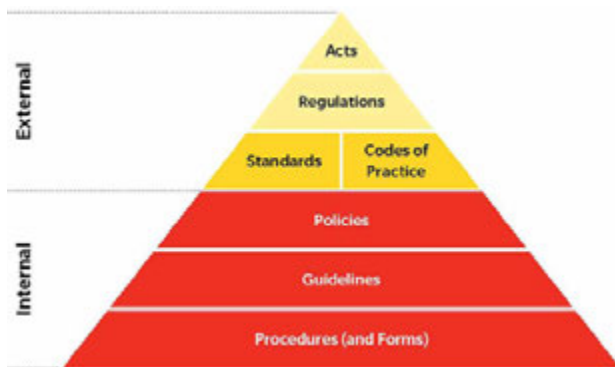 External
Acts
Regulations
Standards
Codes of
Practice
Internal
Policies
Guidelines
Procedures (and Forms)